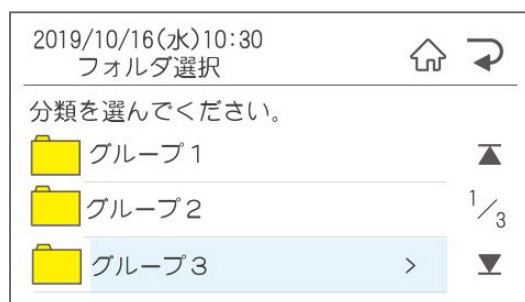 2019/10/16(水)10:30
フォルダ選択
分類を選んでください。
グループ1
グループ2
1/3
グループ3 >